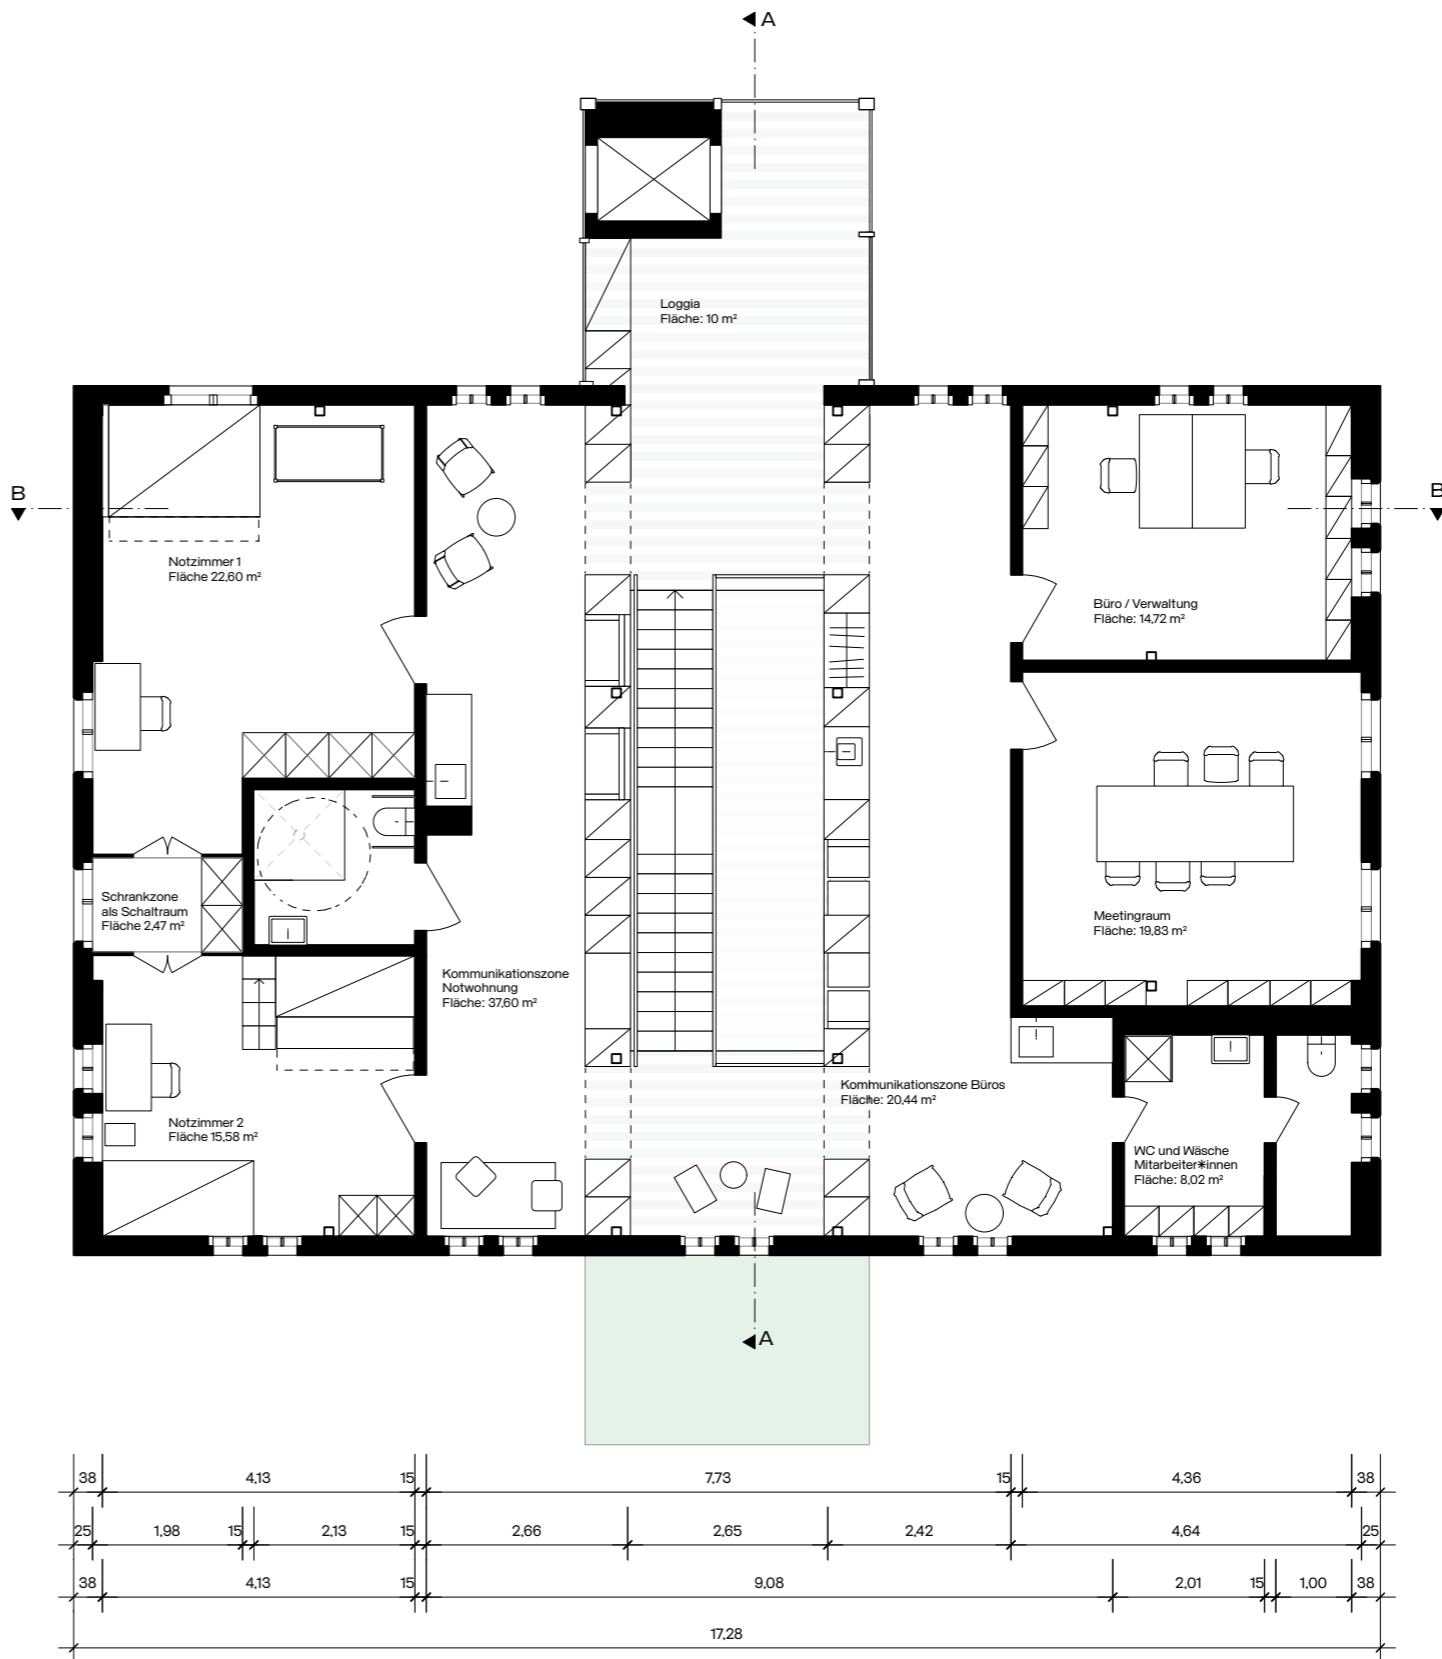 A
Loggia
Fläche: 10 m²
B
B
Notzimmer 1
Fläche 22,60 m²
Büro / Verwaltung
Fläche: 14,72 m²
Schrankzone
als Schaltraum
Fläche 2,47 m²
Meetingraum
Fläche: 19,83 m²
Kommunikationszone
Notwohnung
Fläche: 37,60 m²
Kommunikationszone Büros
Fläche: 20,44 m²
Notzimmer 2
Fläche 15,58 m²
WC und Wäsche
Mitarbeiter*innen
Fläche: 8,02 m²
A
38 4,13 15 7,73 15 4,36 38
25 1,98 15 2,13 15 2,66 2,65 2,42 4,64 25
38 4,13 15 9,08 2,01 15 1,00 38
17,28